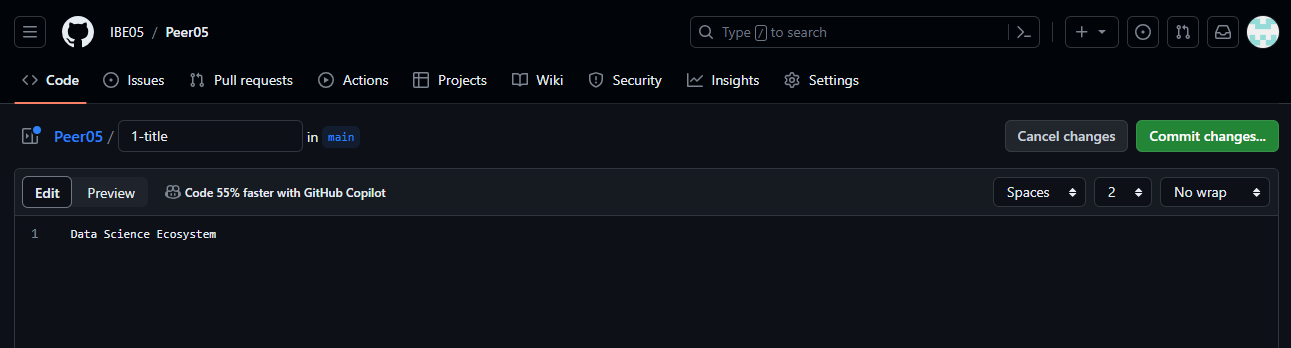 IBE05 / Peer05
Type / to search
Code Issues Pull requests Actions Projects Wiki Security Insights Settings
Peer05 / 1-title in main
Cancel changes Commit changes...
Edit Preview Code 55% faster with GitHub Copilot
Spaces 2 No wrap
1 Data Science Ecosystem